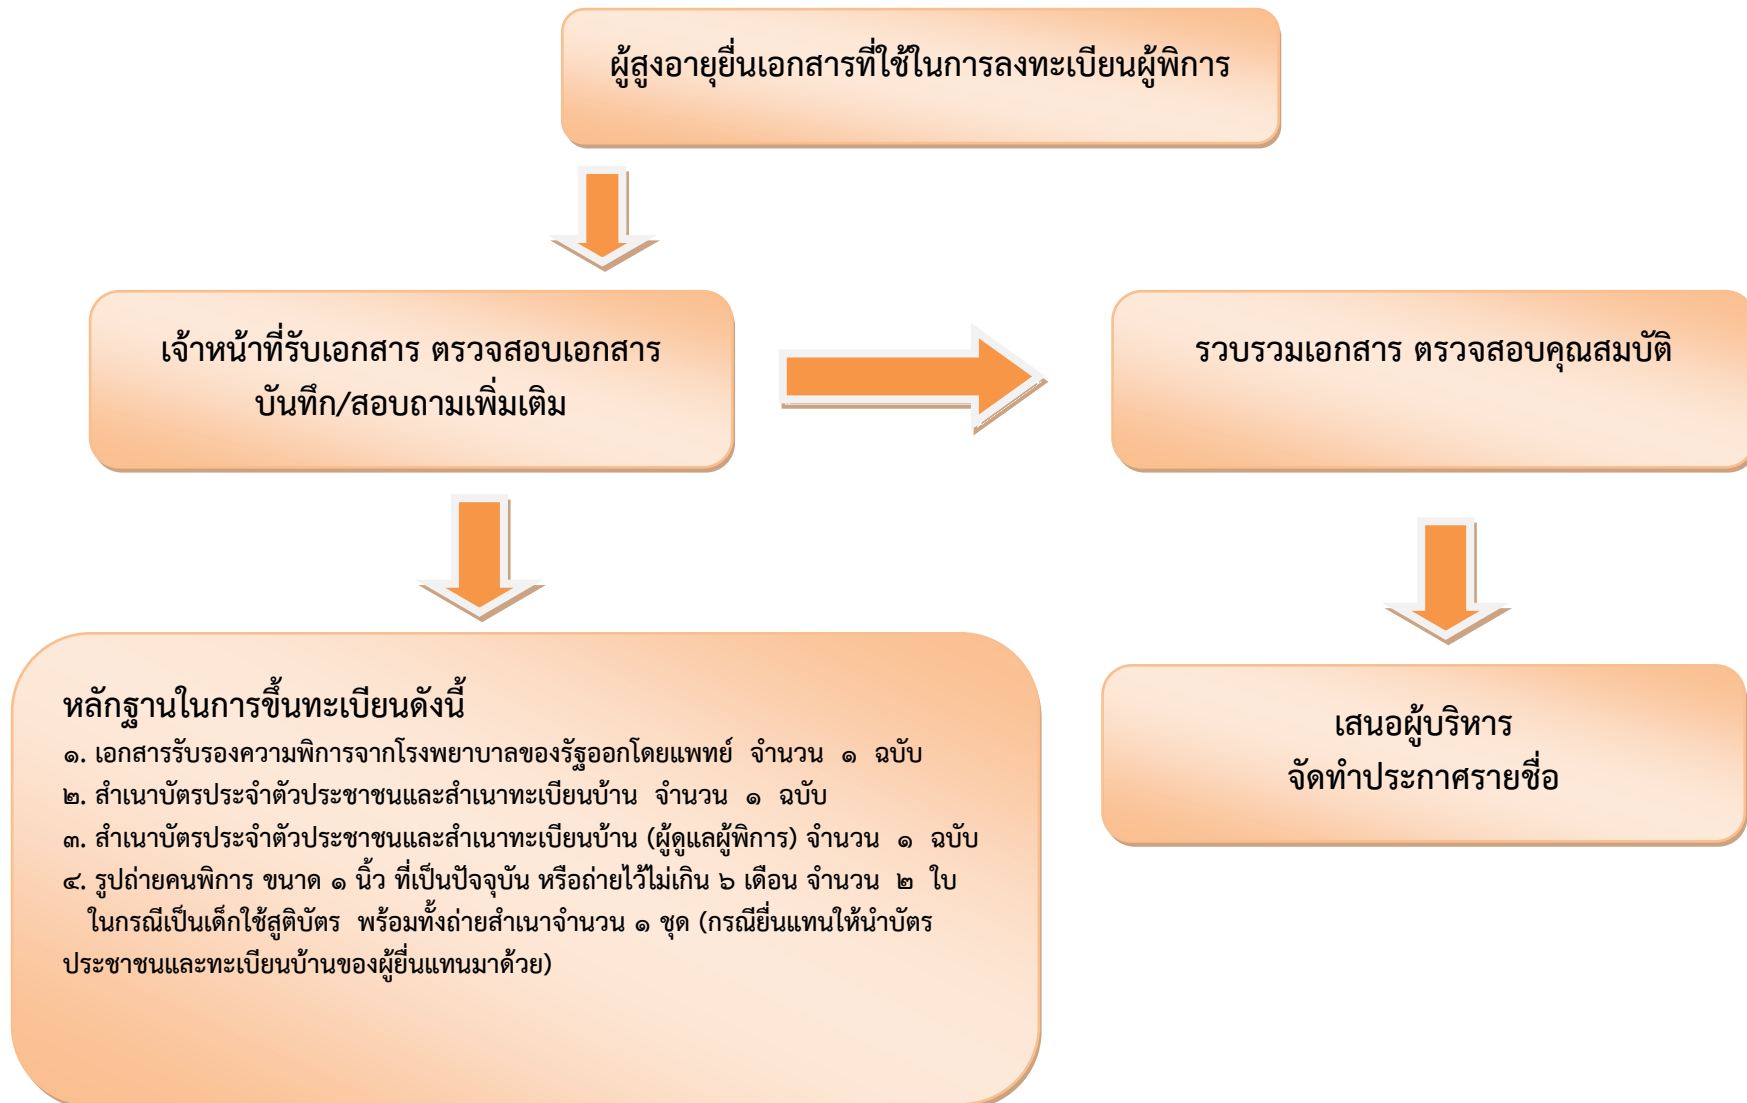 ผู้สูงอายุยื่นเอกสารที่ใช้ในการลงทะเบียนผู้พิการ
เจ้าหน้าที่รับเอกสาร ตรวจสอบเอกสาร
บันทึก/สอบถามเพิ่มเติม
รวบรวมเอกสาร ตรวจสอบคุณสมบัติ
หลักฐานในการขึ้นทะเบียนดังนี้
๑. เอกสารรับรองความพิการจากโรงพยาบาลของรัฐออกโดยแพทย์ จำนวน ๑ ฉบับ
๒. สำเนาบัตรประจำตัวประชาชนและสำเนาทะเบียนบ้าน จำนวน ๑ ฉบับ
๓. สำเนาบัตรประจำตัวประชาชนและสำเนาทะเบียนบ้าน (ผู้ดูแลผู้พิการ) จำนวน ๑ ฉบับ
๔. รูปถ่ายคนพิการ ขนาด ๑ นิ้ว ที่เป็นปัจจุบัน หรือถ่ายไว้ไม่เกิน ๖ เดือน จำนวน ๒ ใบ
ในกรณีเป็นเด็กใช้สูติบัตร พร้อมทั้งถ่ายสำเนาจำนวน ๑ ชุด (กรณียื่นแทนให้นำบัตร
ประชาชนและทะเบียนบ้านของผู้ยื่นแทนมาด้วย)
เสนอผู้บริหาร
จัดทำประกาศรายชื่อ